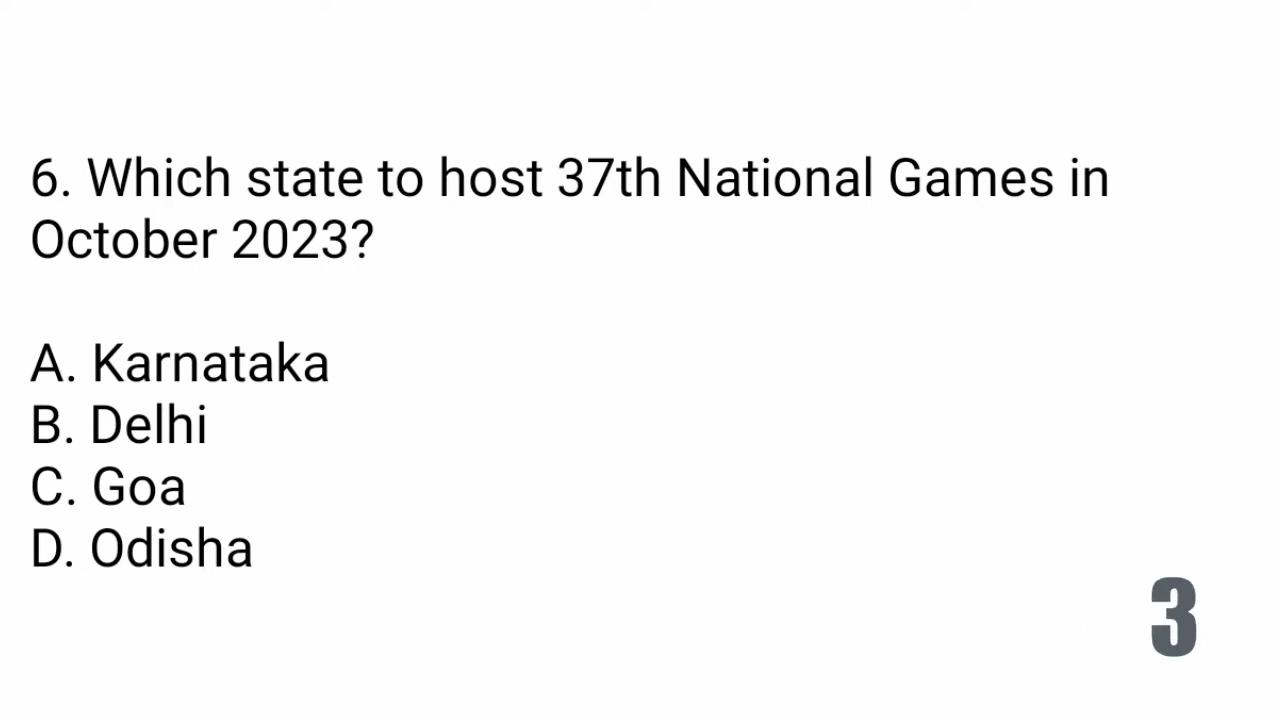 6. Which state to host 37th National Games in
October 2023?
A. Karnataka
B. Delhi
C. Goa
D. Odisha
3